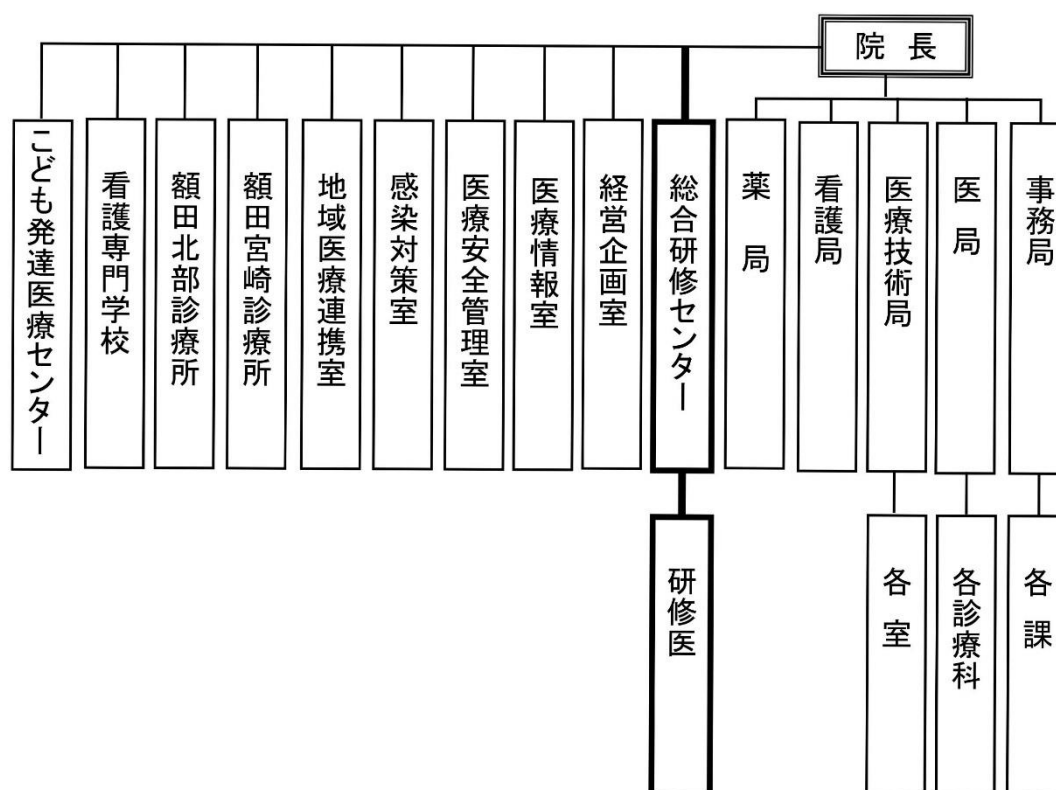 院長
こども発達医療センター
看護専門学校
額田北部診療所
額田宮崎診療所
地域医療連携室
感染対策室
医療安全管理室
医療情報室
経営企画室
総合研修センター
薬局
看護局
医療技術局
医局
事務局
研修医
各室
各診療科
各課